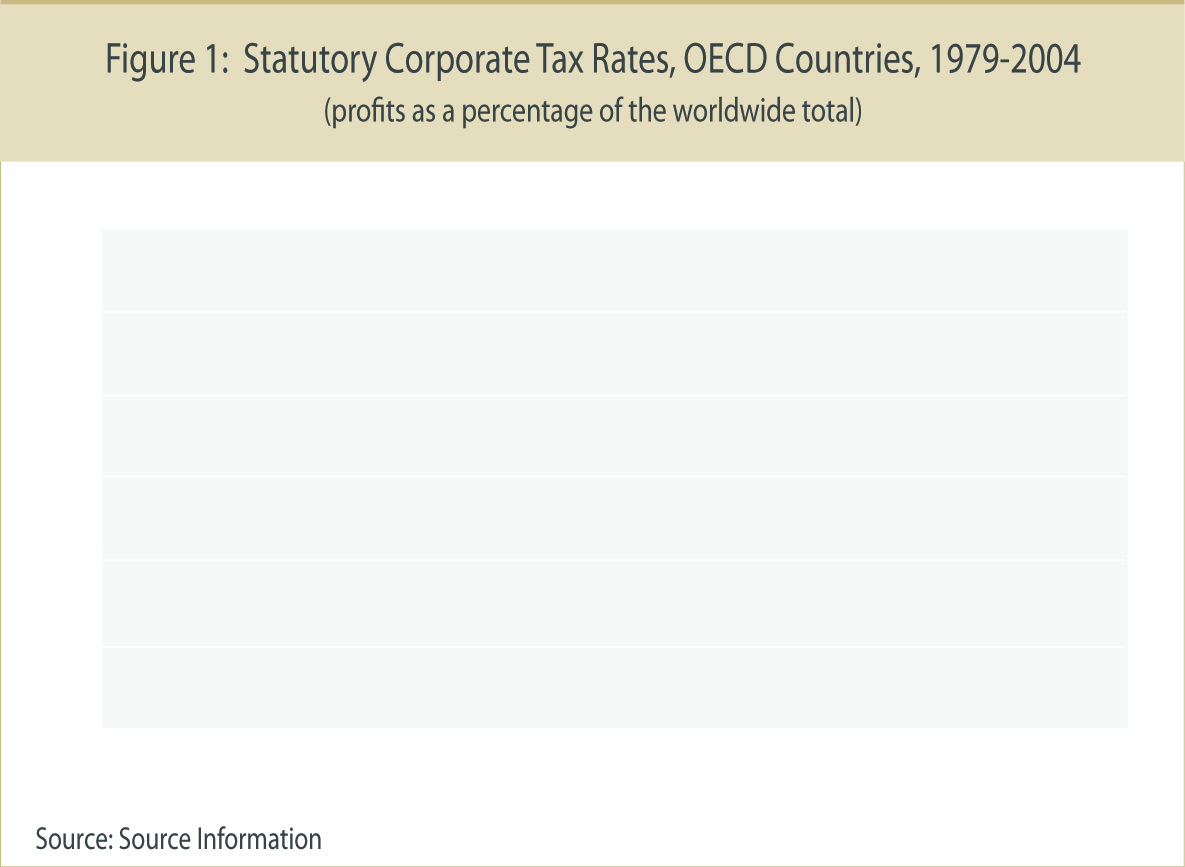 Figure 1:  Statutory Corporate Tax Rates, OECD Countries, 1979-2004
(profits as a percentage of the worldwide total)
Source: Source Information